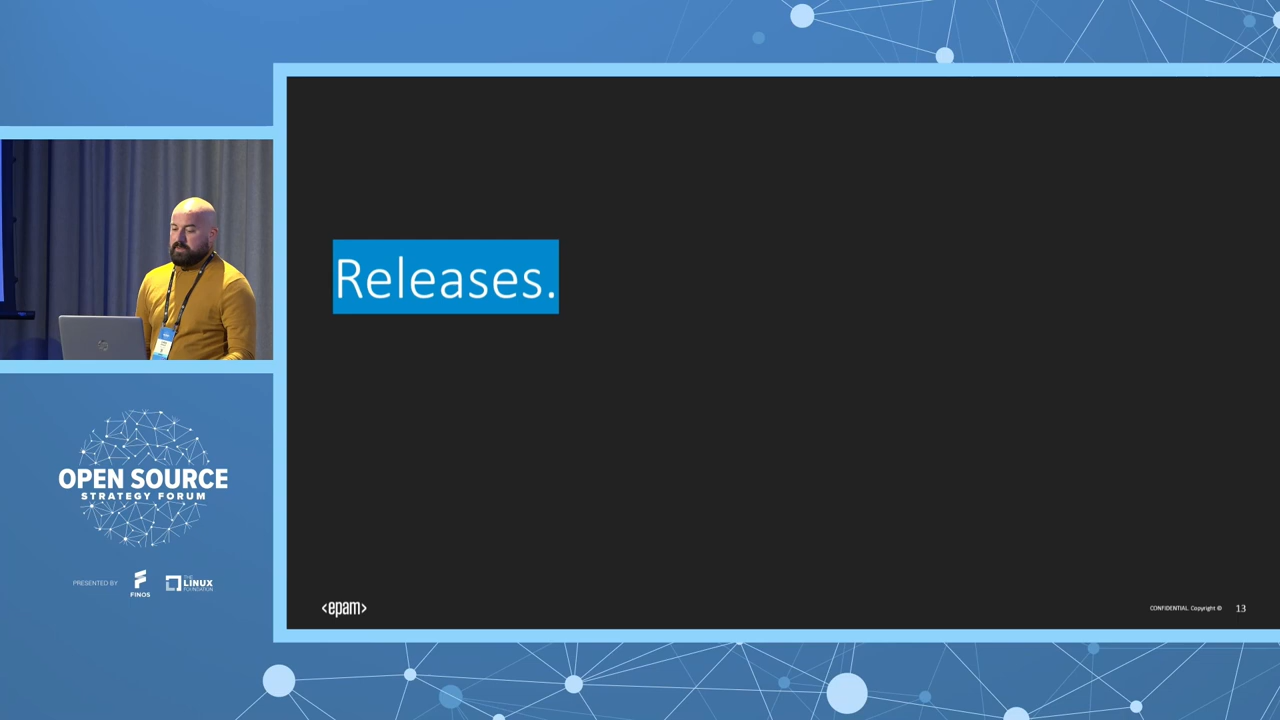 Releases.
OPEN SOURCE
STRATEGY FORUM
PRESENTED BY
FINOS
THE
LINUX
FOUNDATION
<epam>
CONFIDENTIAL. Copyright ©
13